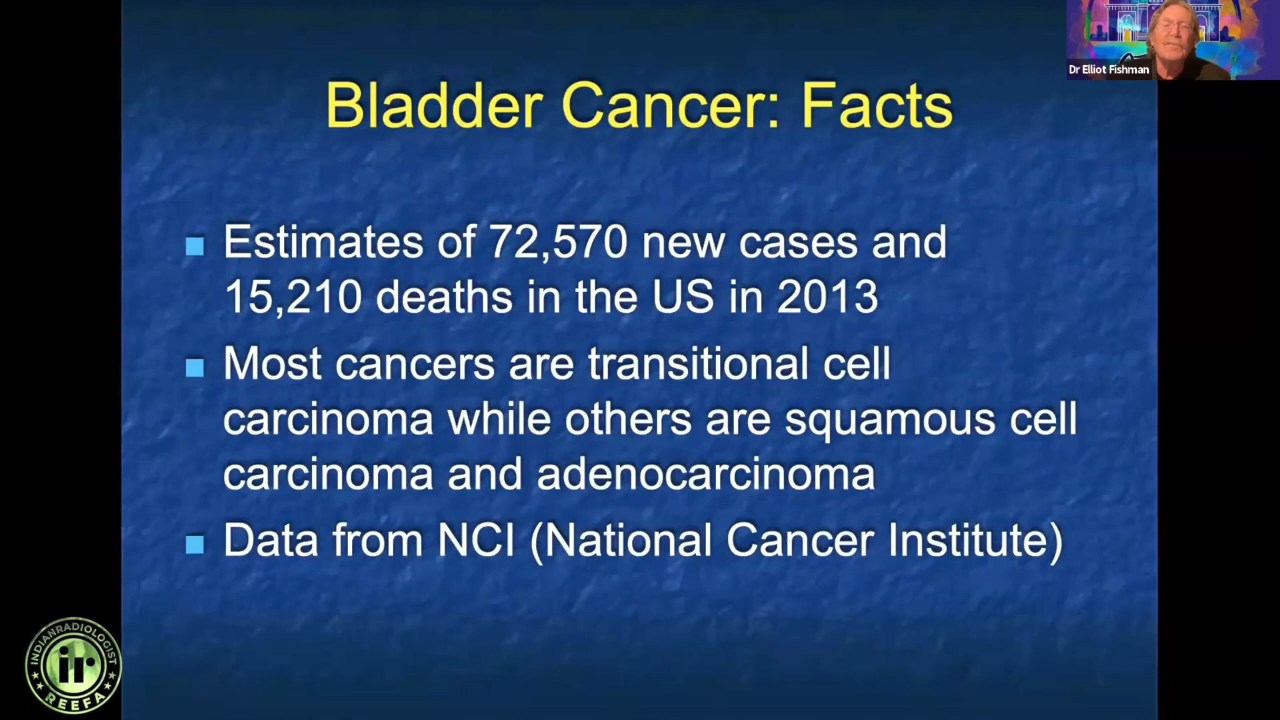 Dr Elliot Fishman
Bladder Cancer: Facts
Estimates of 72,570 new cases and
15,210 deaths in the US in 2013
Most cancers are transitional cell
carcinoma while others are squamous cell
carcinoma and adenocarcinoma
Data from NCI (National Cancer Institute)
INDIANRADIOLOGIST
ir
REEFA